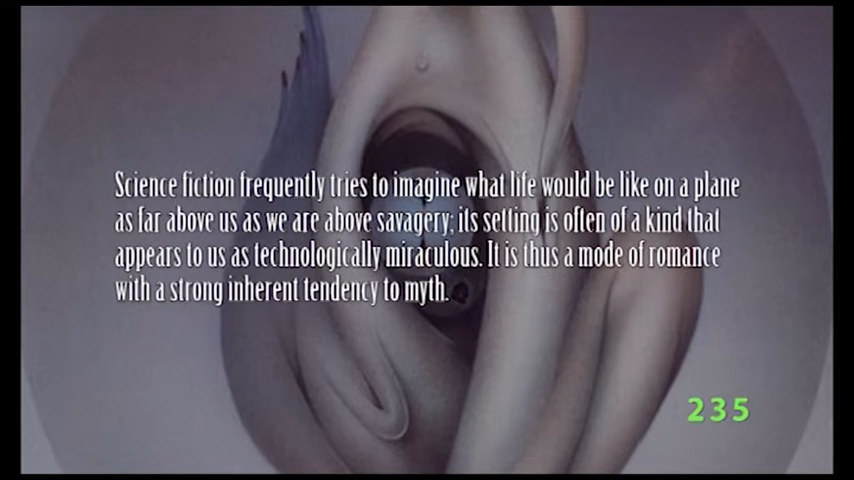 Science fiction frequently tries to imagine what life would be like on a plane
as far above us as we are above savagery; its setting is often of a kind that
appears to us as technologically miraculous. It is thus a mode of romance
with a strong inherent tendency to myth.
235